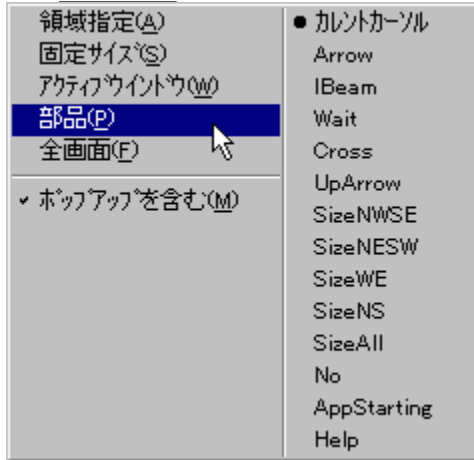 領域指定(A)
固定サイズ(S)
アクティブウインドウ(W)
部品(P)
全画面(F)
ポップアップを含む(M)
カレントカーソル
Arrow
IBeam
Wait
Cross
UpArrow
SizeNWSE
SizeNESW
SizeWE
SizeNS
SizeAll
No
AppStarting
Help